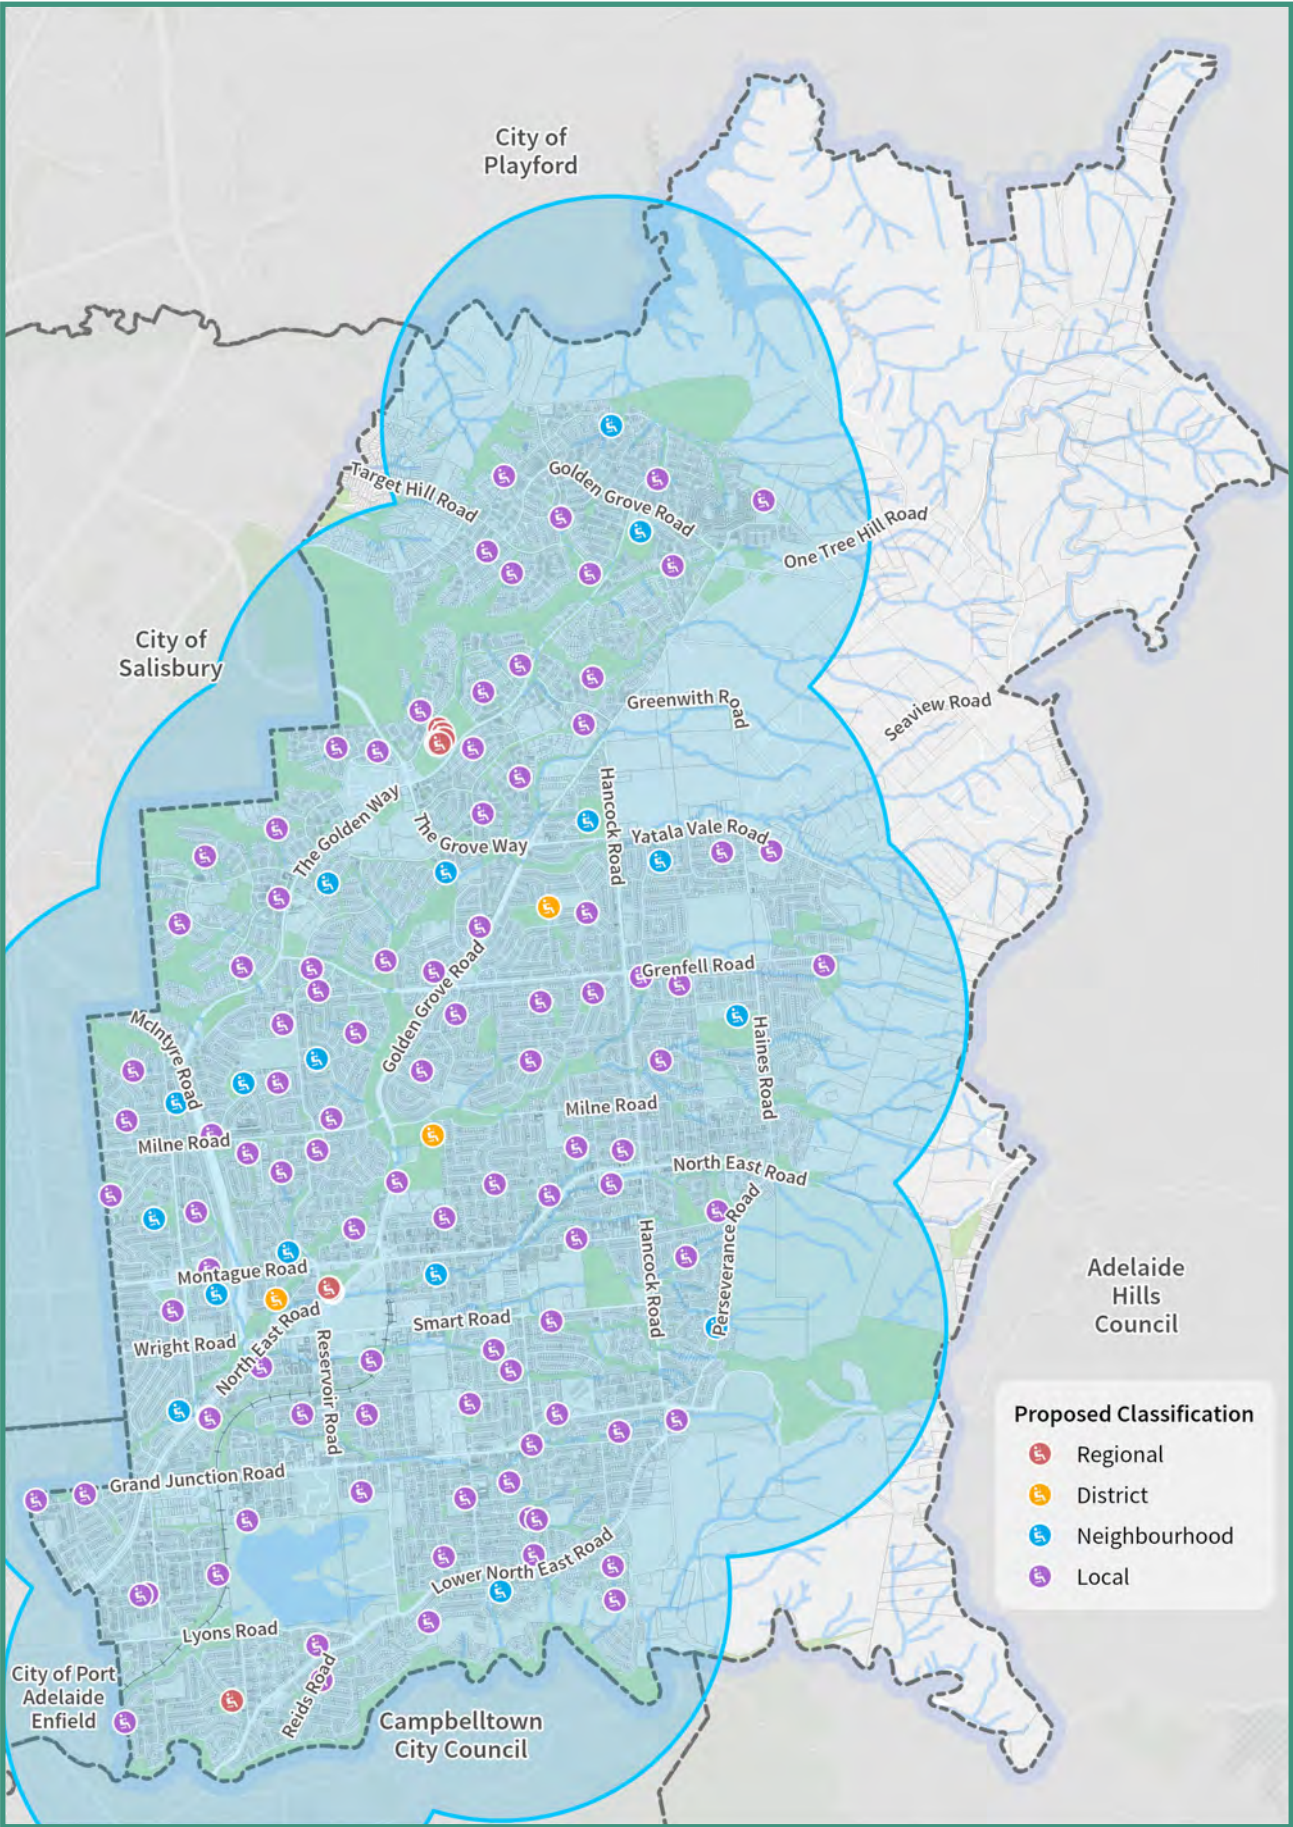 City of
Playford
Target Hill Road
Golden Grove Road
One Tree Hill Road
City of
Salisbury
Greenwith Road
Seaview Road
Hancock Road
The Golden Way
The Grove Way
Yatala Vale Road
Golden Grove Road
Grenfell Road
McIntyre Road
Haines Road
Milne Road
Milne Road
North East Road
Perseverance Road
Hancock Road
Montague Road
Adelaide
Hills
Council
North East Road
Smart Road
Wright Road
Reservoir Road
Proposed Classification
Regional
District
Neighbourhood
Local
Grand Junction Road
Lower North East Road
Lyons Road
Reids Road
City of Port
Adelaide
Enfield
Campbelltown
City Council